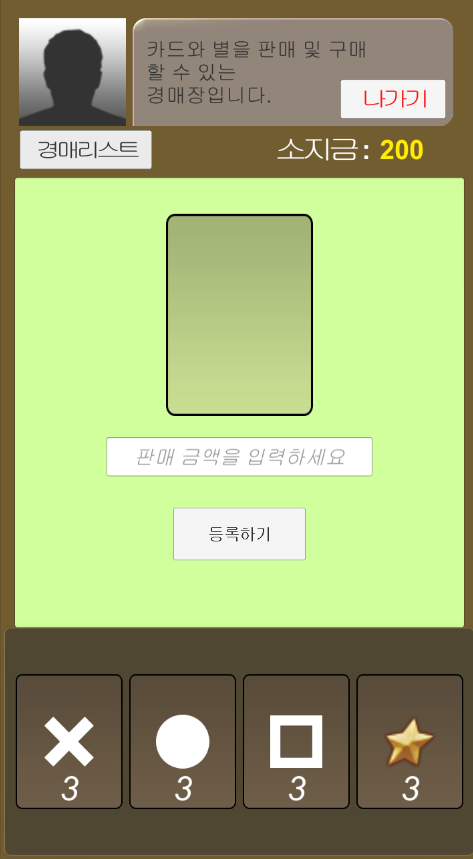 카드와 별을 판매 및 구매
할 수 있는
경매장입니다.
나가기
경매리스트
소지금: 200
판매 금액을 입력하세요
등록하기
3 3 3 3